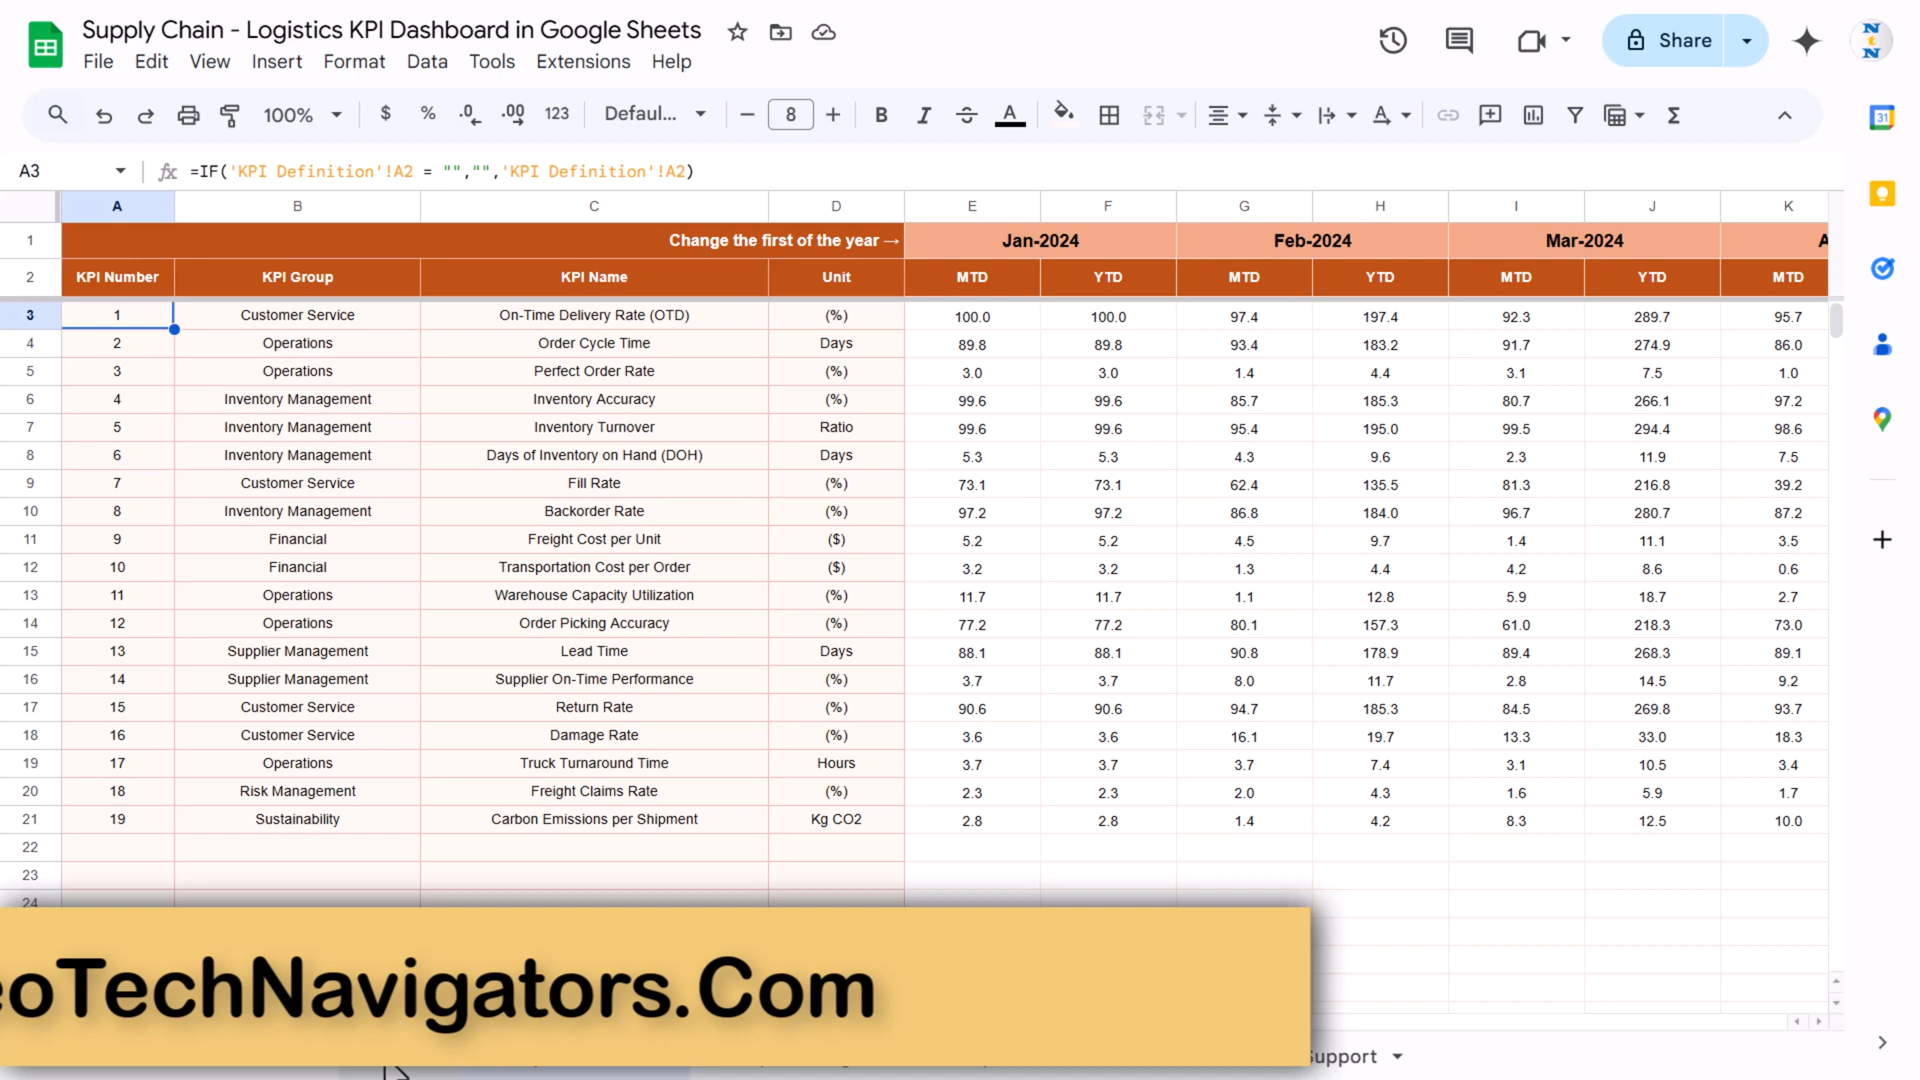 Supply Chain - Logistics KPI Dashboard in Google Sheets
File Edit View Insert Format Data Tools Extensions Help
Share
100% $ % .0 .00 123 Defaul... 8 B I A Σ
31
A3 fx =IF('KPI Definition'!A2 = "","",'KPI Definition'!A2)
A B C D E F G H I J K
1 Change the first of the year → Jan-2024 Feb-2024 Mar-2024 A
2 KPI Number KPI Group KPI Name Unit MTD YTD MTD YTD MTD YTD MTD
3 1 Customer Service On-Time Delivery Rate (OTD) (%) 100.0 100.0 97.4 197.4 92.3 289.7 95.7
4 2 Operations Order Cycle Time Days 89.8 89.8 93.4 183.2 91.7 274.9 86.0
5 3 Operations Perfect Order Rate (%) 3.0 3.0 1.4 4.4 3.1 7.5 1.0
6 4 Inventory Management Inventory Accuracy (%) 99.6 99.6 85.7 185.3 80.7 266.1 97.2
7 5 Inventory Management Inventory Turnover Ratio 99.6 99.6 95.4 195.0 99.5 294.4 98.6
8 6 Inventory Management Days of Inventory on Hand (DOH) Days 5.3 5.3 4.3 9.6 2.3 11.9 7.5
9 7 Customer Service Fill Rate (%) 73.1 73.1 62.4 135.5 81.3 216.8 39.2
10 8 Inventory Management Backorder Rate (%) 97.2 97.2 86.8 184.0 96.7 280.7 87.2
11 9 Financial Freight Cost per Unit ($) 5.2 5.2 4.5 9.7 1.4 11.1 3.5
12 10 Financial Transportation Cost per Order ($) 3.2 3.2 1.3 4.4 4.2 8.6 0.6
13 11 Operations Warehouse Capacity Utilization (%) 11.7 11.7 1.1 12.8 5.9 18.7 2.7
14 12 Operations Order Picking Accuracy (%) 77.2 77.2 80.1 157.3 61.0 218.3 73.0
15 13 Supplier Management Lead Time Days 88.1 88.1 90.8 178.9 89.4 268.3 89.1
16 14 Supplier Management Supplier On-Time Performance (%) 3.7 3.7 8.0 11.7 2.8 14.5 9.2
17 15 Customer Service Return Rate (%) 90.6 90.6 94.7 185.3 84.5 269.8 93.7
18 16 Customer Service Damage Rate (%) 3.6 3.6 16.1 19.7 13.3 33.0 18.3
19 17 Operations Truck Turnaround Time Hours 3.7 3.7 3.7 7.4 3.1 10.5 3.4
20 18 Risk Management Freight Claims Rate (%) 2.3 2.3 2.0 4.3 1.6 5.9 1.7
21 19 Sustainability Carbon Emissions per Shipment Kg CO2 2.8 2.8 1.4 4.2 8.3 12.5 10.0
22
23
24
eoTechNavigators.Com
Support